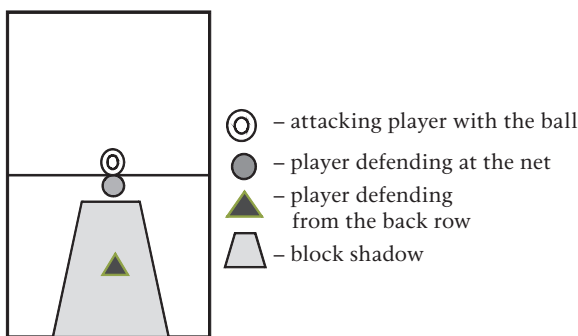 – attacking player with the ball
– player defending at the net
– player defending
from the back row
– block shadow